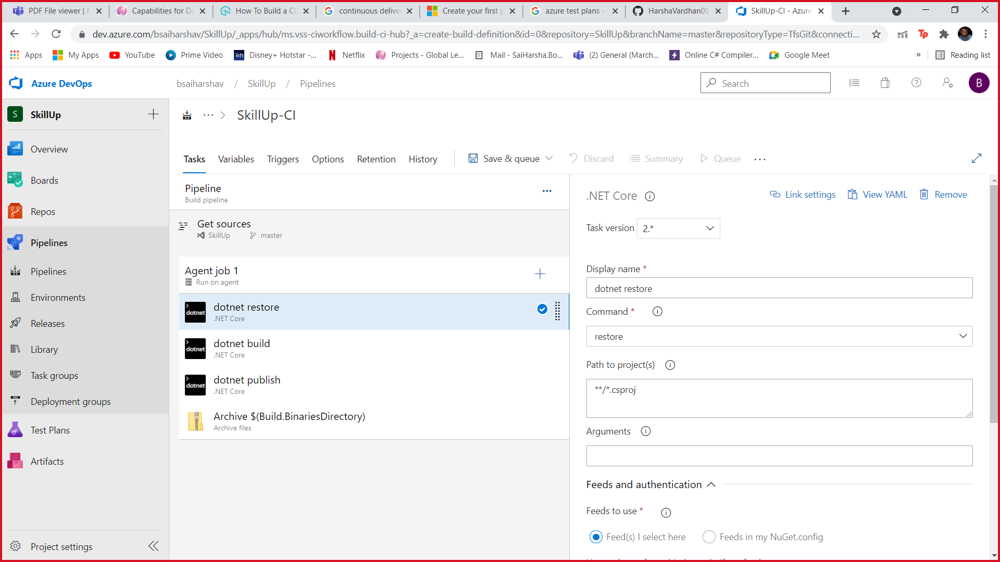 PDF File viewer |
Capabilities for Do
How To Build a C
continuous delive
Create your first p
azure test plans -
HarshaVardhan09
SkillUp-CI - Azure
dev.azure.com/bsaiharshav/SkillUp/_apps/hub/ms.vss-ciworkflow.build-ci-hub?_a=create-build-definition&id=0&repository=SkillUp&branchName=master&repositoryType=TfsGit&connecti...
Tp
Apps
My Apps
YouTube
Prime Video
Disney+ Hotstar -...
Netflix
Projects - Global Le...
Mail - SaiHarsha.Bo...
(2) General (March...
Online C# Compiler...
Google Meet
»
Reading list
Azure DevOps
bsaiharshav / SkillUp / Pipelines
Search
B
S
SkillUp
SkillUp-CI
Overview
Boards
Repos
Pipelines
Pipelines
Environments
Releases
Library
Task groups
Deployment groups
Test Plans
Artifacts
Project settings
Tasks
Variables
Triggers
Options
Retention
History
Save & queue
Discard
Summary
Queue
Pipeline
Build pipeline
Get sources
SkillUp
master
Agent job 1
Run on agent
dotnet
dotnet restore
.NET Core
dotnet
dotnet build
.NET Core
dotnet
dotnet publish
.NET Core
Archive $(Build.BinariesDirectory)
Archive files
.NET Core
Link settings
View YAML
Remove
Task version
2.*
Display name *
dotnet restore
Command *
restore
Path to project(s)
**/*.csproj
Arguments
Feeds and authentication
Feeds to use *
Feed(s) I select here
Feeds in my NuGet.config